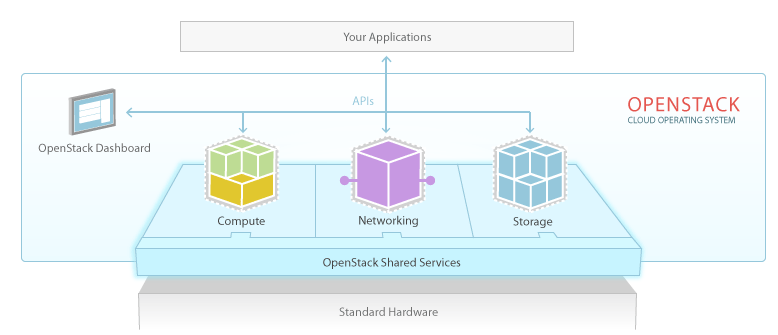 Your Applications
APIs
OPENSTACK
CLOUD OPERATING SYSTEM
OpenStack Dashboard
Compute
Networking
Storage
OpenStack Shared Services
Standard Hardware